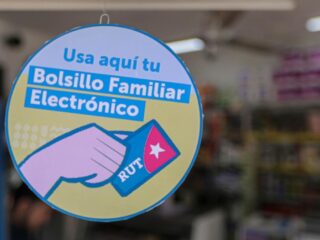 Usa aquí tu
Bolsillo Familiar
Electrónico
RUT